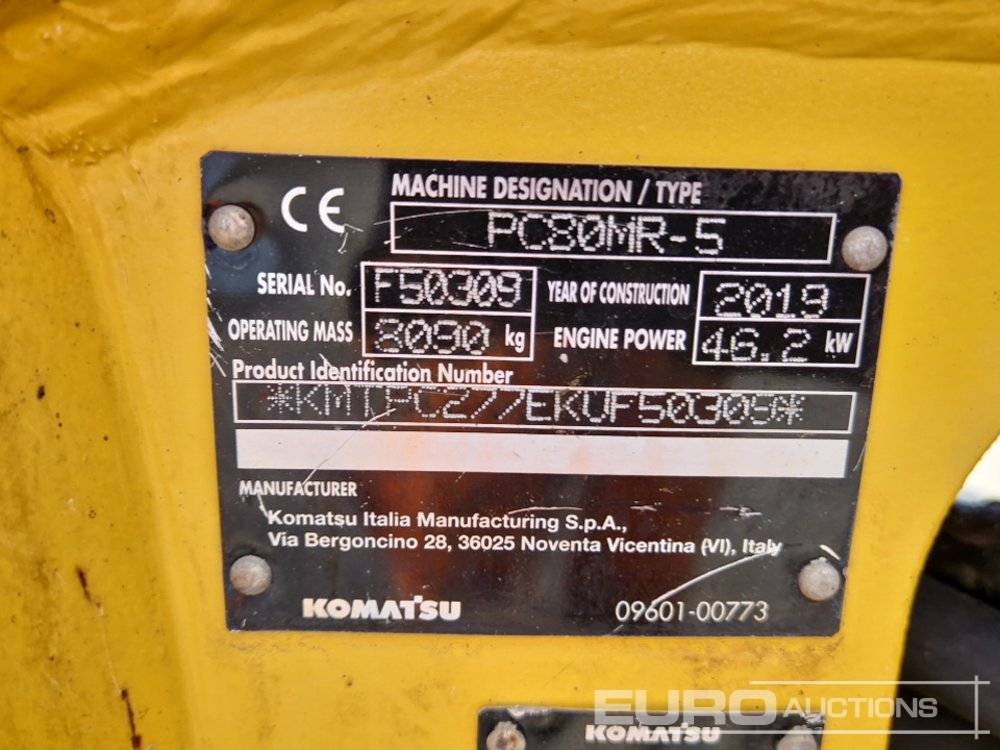 CE MACHINE DESIGNATION / TYPE
PC80MR-5
SERIAL No. F50309 YEAR OF CONSTRUCTION 2019
OPERATING MASS 8090 kg ENGINE POWER 46.2 kW
Product Identification Number
*KMTPC277EKUF50309*
MANUFACTURER
Komatsu Italia Manufacturing S.p.A.,
Via Bergoncino 28, 36025 Noventa Vicentina (VI), Italy
KOMATSU 09601-00773
EURO AUCTIONS
KOMATSU